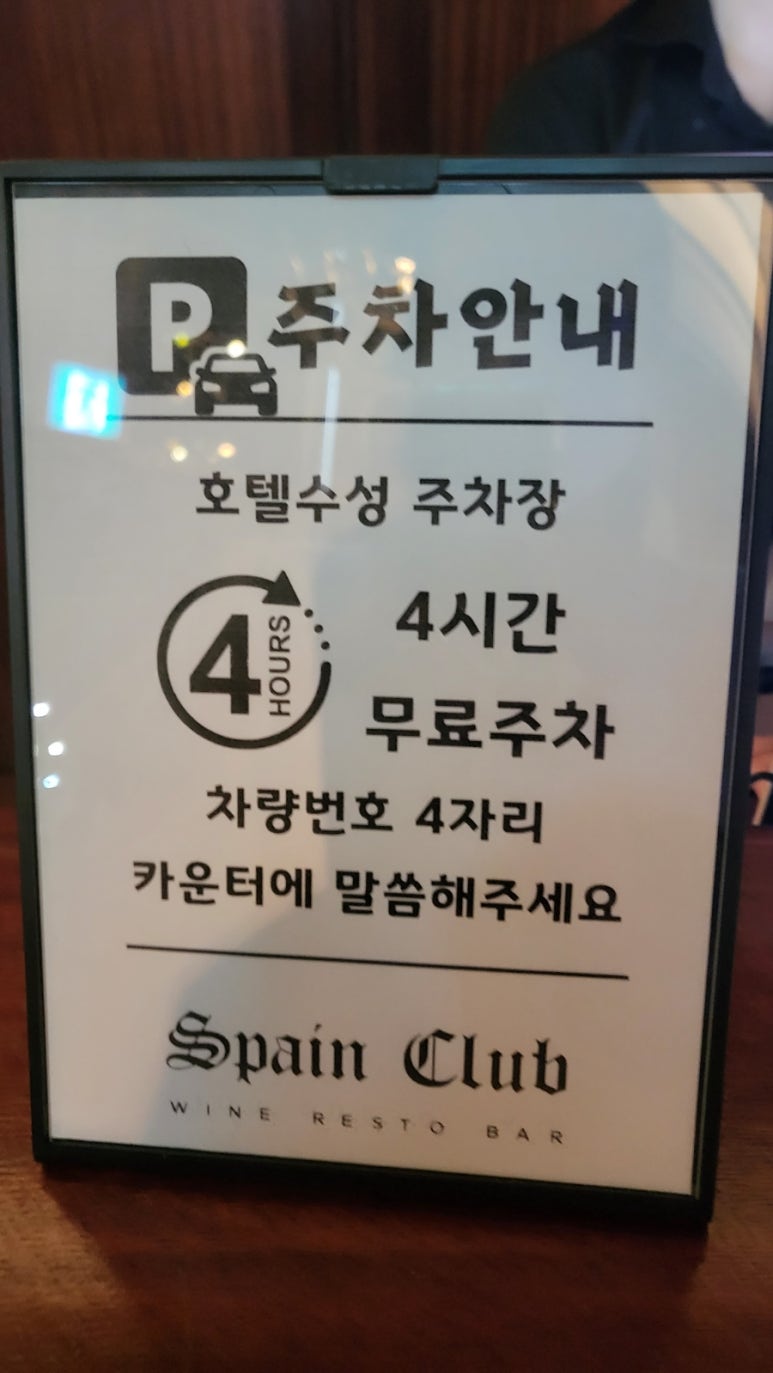 P 주차안내
호텔수성 주차장
4 HOURS
4시간
무료주차
차량번호 4자리
카운터에 말씀해주세요
Spain Club
WINE RESTO BAR